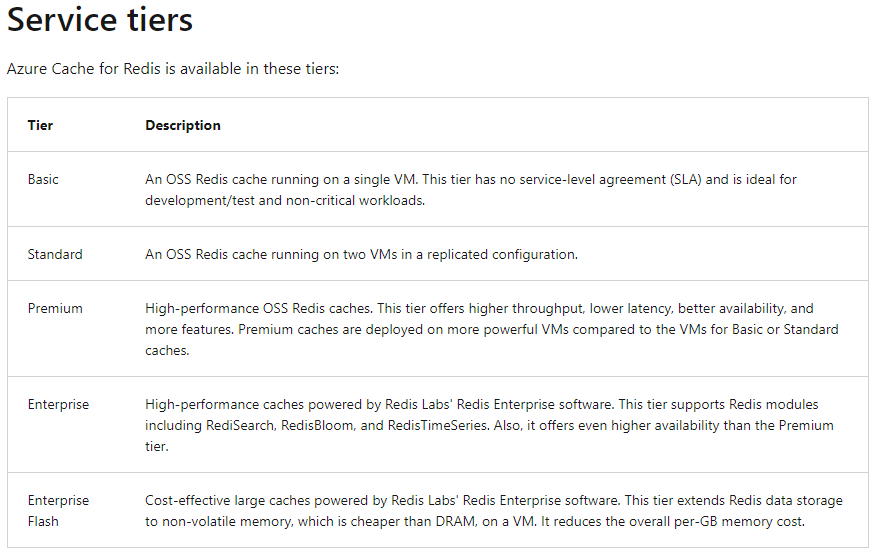 Service tiers
Azure Cache for Redis is available in these tiers:
Tier Description
Basic An OSS Redis cache running on a single VM. This tier has no service-level agreement (SLA) and is ideal for
development/test and non-critical workloads.
Standard An OSS Redis cache running on two VMs in a replicated configuration.
Premium High-performance OSS Redis caches. This tier offers higher throughput, lower latency, better availability, and
more features. Premium caches are deployed on more powerful VMs compared to the VMs for Basic or Standard
caches.
Enterprise High-performance caches powered by Redis Labs' Redis Enterprise software. This tier supports Redis modules
including RediSearch, RedisBloom, and RedisTimeSeries. Also, it offers even higher availability than the Premium
tier.
Enterprise Cost-effective large caches powered by Redis Labs' Redis Enterprise software. This tier extends Redis data storage
Flash to non-volatile memory, which is cheaper than DRAM, on a VM. It reduces the overall per-GB memory cost.